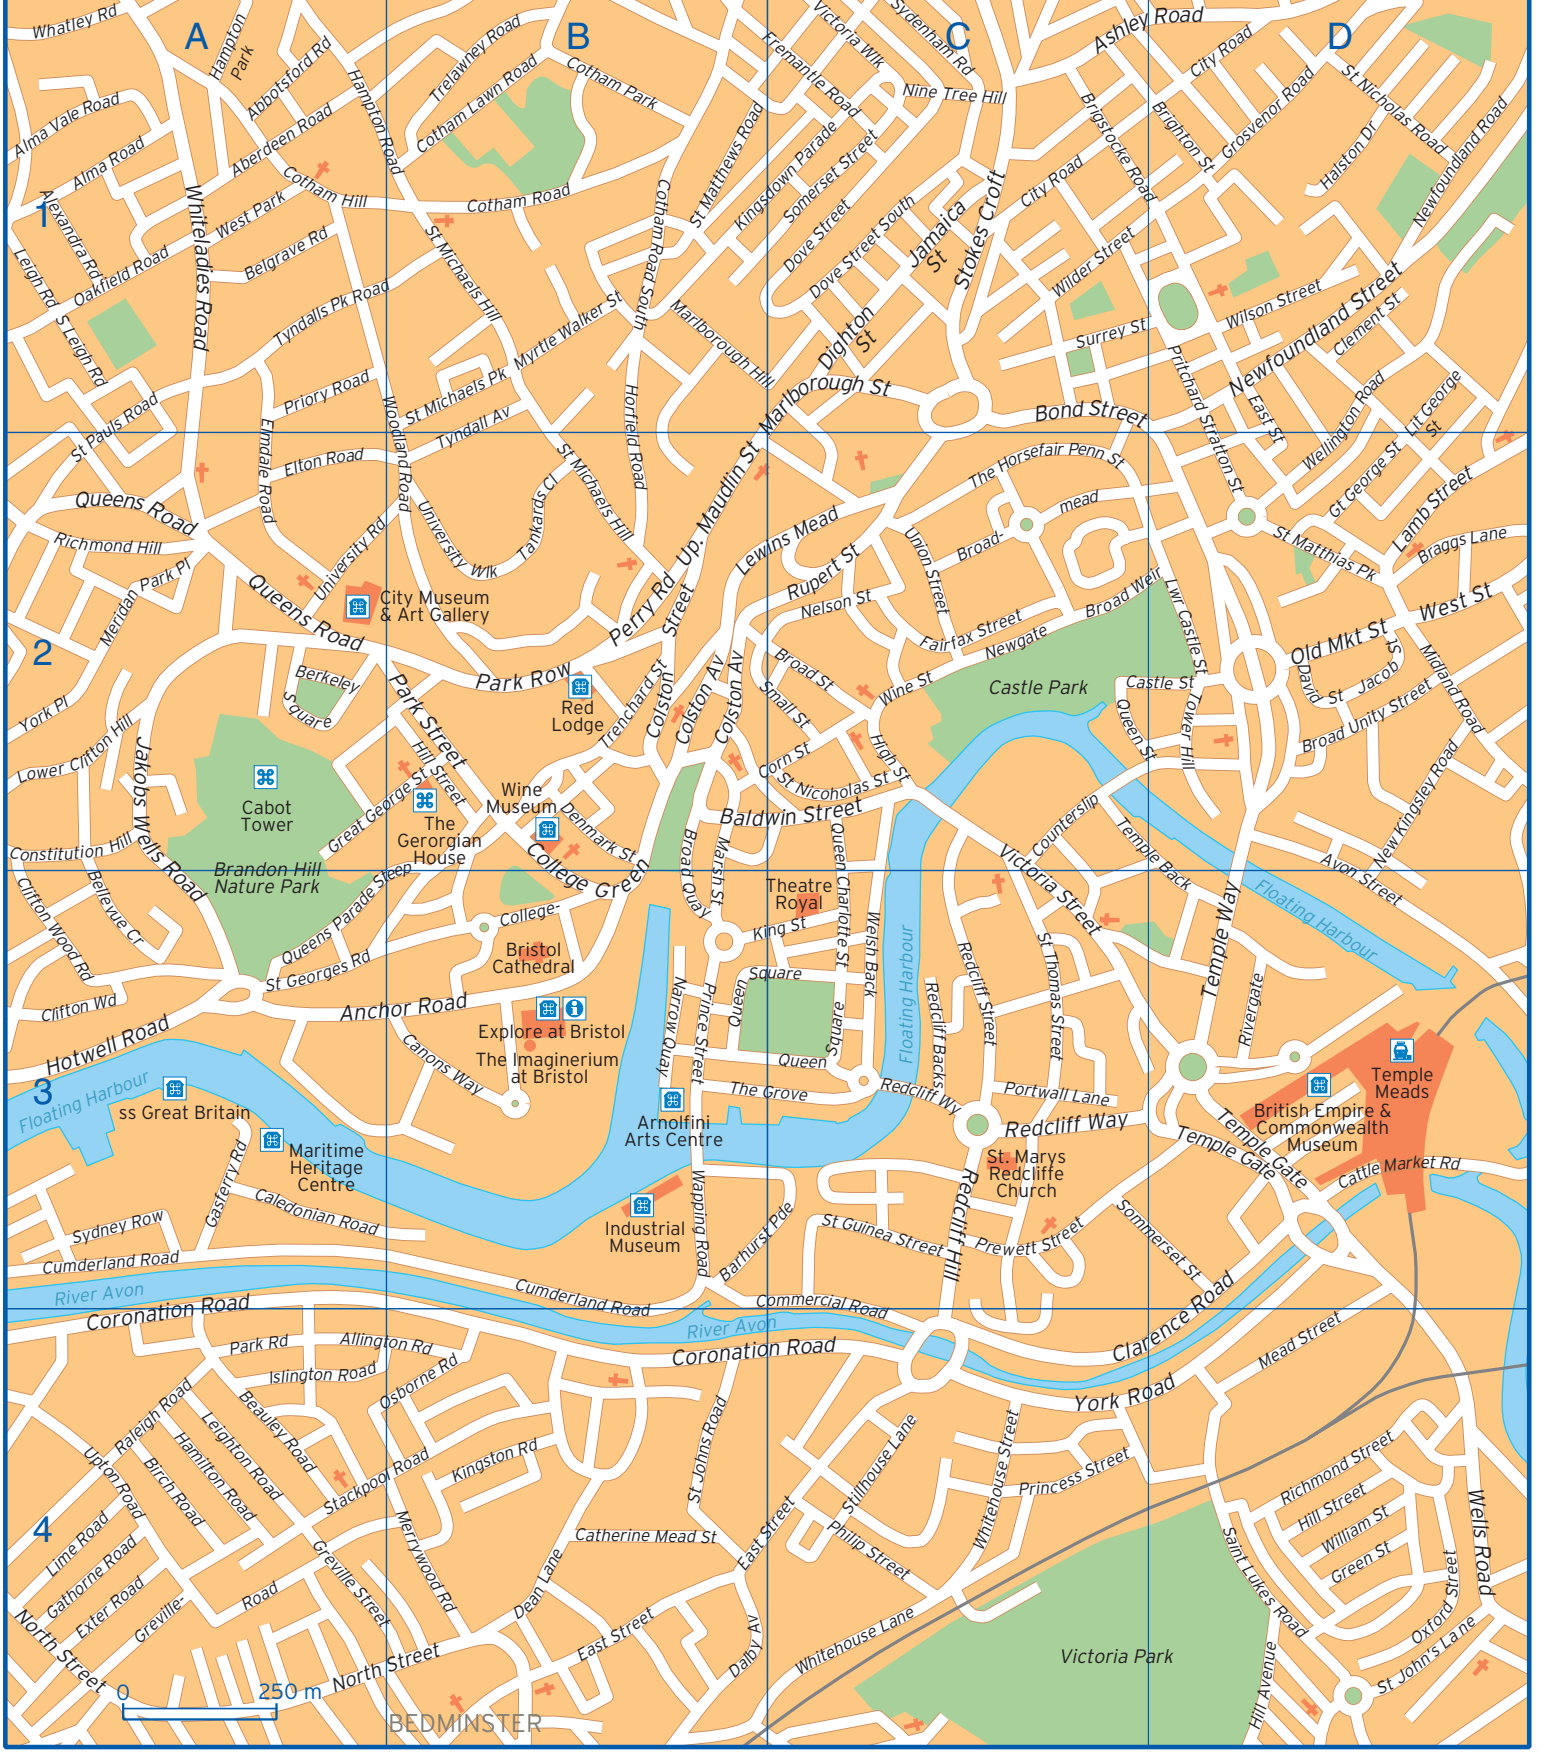 A
B
C
D
1
2
3
4
Whatley Rd
Hampton
Park
Abbotsford Rd
Hampton Road
Trelawney Road
Cotham Lawn Road
Cotham Park
Victoria Wlk
Fremantle Road
Sydenham Rd
Nine Tree Hill
Ashley Road
City Road
Grosvenor Road
St Nicholas Road
Newfoundland Road
Halston Dr
Brigstocke Road
Brighton St
Alma Vale Road
Alma Road
Aberdeen Road
Alexandra Rd
Whiteladies Road
West Park
Cotham Hill
Cotham Road
St Matthews Road
Kingsdown Parade
Somerset Street
Dove Street
Dove Street South
Jamaica
St
Stokes Croft
City Road
Wilder Street
Leigh Rd
Oakfield Road
Belgrave Rd
S Leigh Rd
Tyndalls Pk Road
St Michaels Hill
Cotham Road South
Myrtle Walker St
Marlborough Hill
Dighton
St
Surrey St
Wilson Street
Newfoundland Street
Clement St
Pritchard Stratton St
East St
Wellington Road
Lit George
St
St Pauls Road
Priory Road
Elmdale Road
Woodland Road
St Michaels Pk
Tyndall Av
Horfield Road
Marlborough St
Bond Street
Queens Road
Elton Road
Richmond Hill
University Rd
University Wlk
Tankards Cl
St Michaels Hill
Up. Maudlin St
Lewins Mead
The Horsefair Penn St
Broad-
mead
Gt George St
Lamb Street
St Matthias Pk
Braggs Lane
Meridan Park Pl
Queens Road
City Museum
& Art Gallery
Perry Rd
Rupert St
Nelson St
Union Street
Fairfax Street
Newgate
Broad Weir
Lwr Castle St
Old Mkt St
West St
York Pl
Berkeley
Square
Park Street
Park Row
Red
Lodge
Trenchard St
Colston
Street
Colston Av
Colston Av
Broad St
Small St
Wine St
Castle Park
Castle St
Queen St
Tower Hill
David
St
Jacob
St
Broad Unity Street
Midland Road
New Kingsley Road
Lower Clifton Hill
Jakobs Wells Road
Cabot
Tower
Hill Street
Great George St
The
Gerorgian
House
Wine
Museum
Denmark St
College Green
Corn St
St Nicoholas St
High St
Baldwin Street
Broad Quay
Marsh St
Queen Charlotte St
Welsh Back
Victoria Street
Counterslip
Temple Back
Avon Street
Constitution Hill
Brandon Hill
Nature Park
Bellevue Cr
Clifton Wood Rd
Queens Parade Steep
College-
Bristol
Cathedral
Theatre
Royal
King St
Floating Harbour
Temple Way
Floating Harbour
Clifton Wd
St Georges Rd
Anchor Road
Hotwell Road
Explore at Bristol
The Imaginerium
at Bristol
Canons Way
Narrow Quay
Prince Street
Queen
Square
Square
Queen
The Grove
Redcliff Wy
Redcliff Backs
Redcliff Street
St Thomas Street
Portwall Lane
Redcliff Way
Rivergate
Temple
Meads
British Empire &
Commonwealth
Museum
Floating Harbour
ss Great Britain
Maritime
Heritage
Centre
Arnolfini
Arts Centre
Gasferry Rd
Caledonian Road
Sydney Row
Cumderland Road
Industrial
Museum
Wapping Road
Barhurst Pde
St Guinea Street
Redcliff Hill
St. Marys
Redcliffe
Church
Prewett Street
Sommerset St
Temple Gate
Temple Gate
Cattle Market Rd
River Avon
Coronation Road
Cumderland Road
River Avon
Coronation Road
Commercial Road
Clarence Road
York Road
Mead Street
Park Rd
Allington Rd
Islington Road
Osborne Rd
Raleigh Road
Beauley Road
Leighton Road
Hamilton Road
Birch Road
Upton Road
Stackpool Road
Kingston Rd
St Johns Road
Stillhouse Lane
Whitehouse Street
Princess Street
Richmond Street
Hill Street
William St
Green St
Wells Road
Lime Road
Gathorne Road
Exter Road
Greville-
Road
Greville Street
Merrywood Rd
Catherine Mead St
Dean Lane
East Street
Philip Street
Saint Lukes Road
Oxford Street
St John's Lane
North Street
North Street
East Street
Dalby Av
Whitehouse Lane
Victoria Park
Hill Avenue
0
250 m
BEDMINSTER